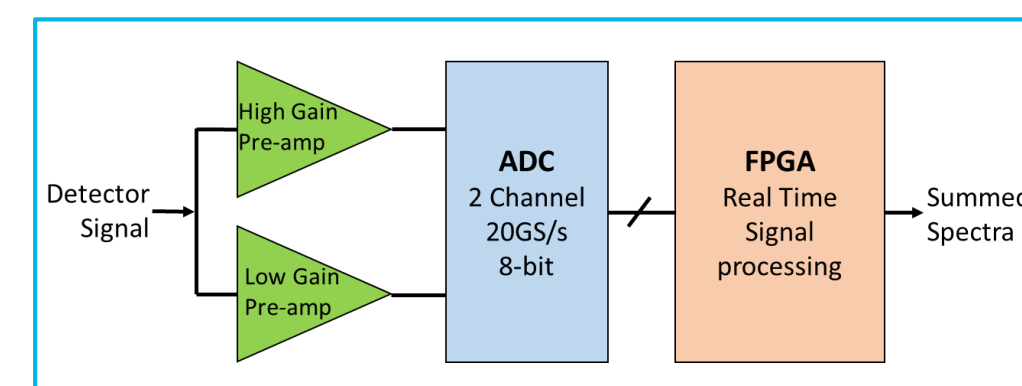 Detector
Signal
High Gain
Pre-amp
Low Gain
Pre-amp
ADC
2 Channel
20GS/s
8-bit
FPGA
Real Time
Signal
processing
Summed
Spectra